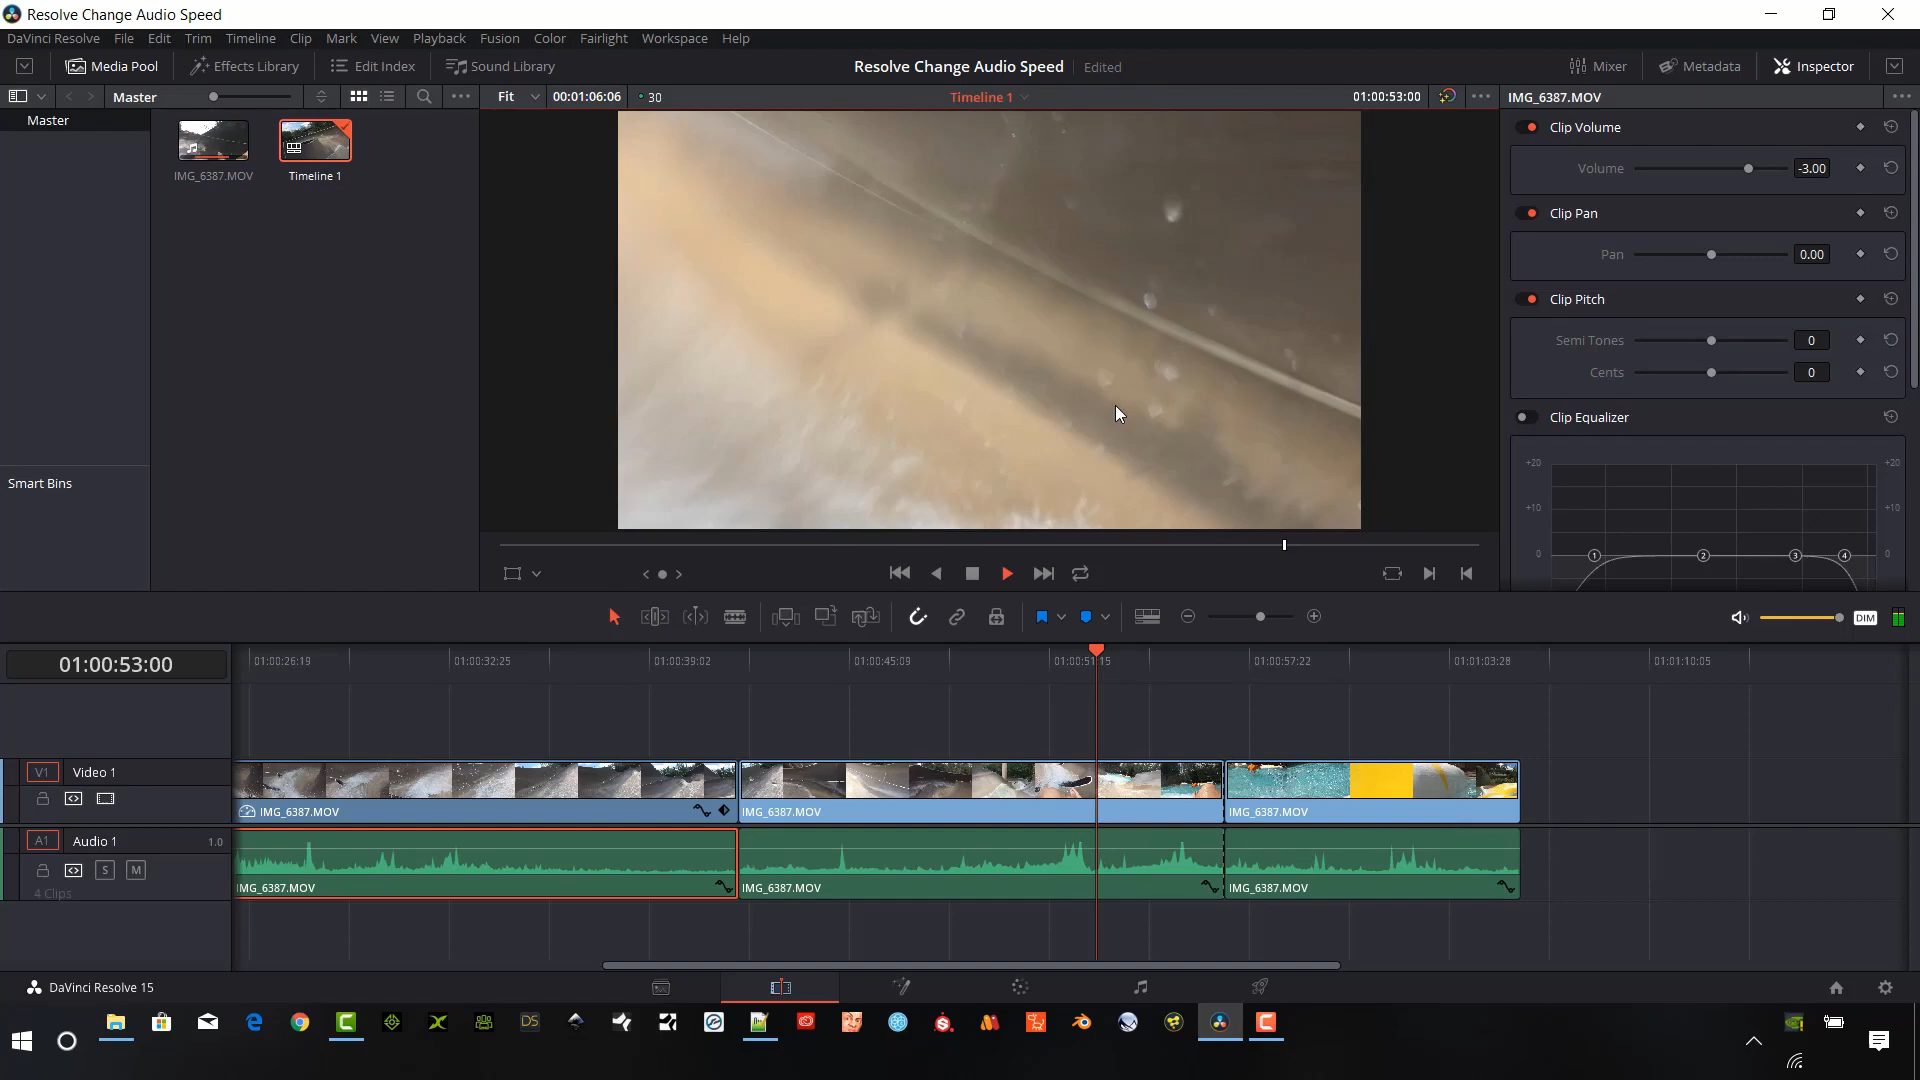 Resolve Change Audio Speed
DaVinci Resolve File Edit Trim Timeline Clip Mark View Playback Fusion Color Fairlight Workspace Help
Media Pool Effects Library Edit Index Sound Library Resolve Change Audio Speed Edited Mixer Metadata Inspector
Master Fit 00:01:06:06 30 Timeline 1 01:00:53:00 IMG_6387.MOV
Master
IMG_6387.MOV Timeline 1
Smart Bins
Clip Volume
Volume -3.00
Clip Pan
Pan 0.00
Clip Pitch
Semi Tones 0
Cents 0
Clip Equalizer
+20 +20
+10 +10
0 1 2 3 4 0
DIM
01:00:53:00 01:00:26:19 01:00:32:25 01:00:39:02 01:00:45:09 01:00:51:15 01:00:57:22 01:01:03:28 01:01:10:05
V1 Video 1
IMG_6387.MOV IMG_6387.MOV IMG_6387.MOV
A1 Audio 1 1.0
S M
4 Clips
IMG_6387.MOV IMG_6387.MOV IMG_6387.MOV
DaVinci Resolve 15
DS